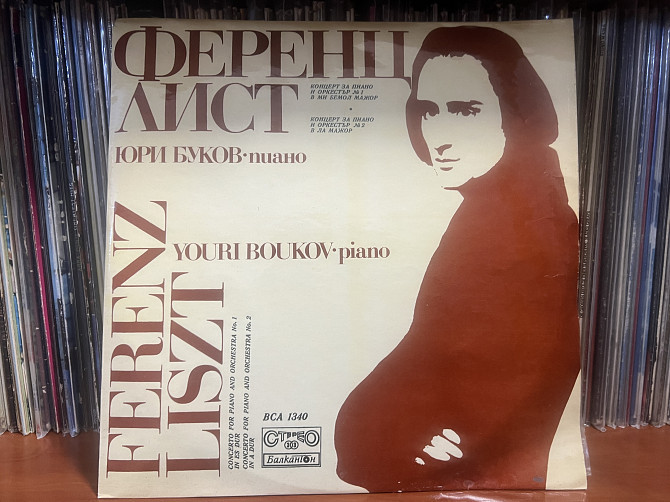 ФЕРЕНЦ
ЛИСТ
КОНЦЕРТ ЗА ПИАНО
И ОРКЕСТЪР № 1
В МИ БЕМОЛ МАЖОР
•
КОНЦЕРТ ЗА ПИАНО
И ОРКЕСТЪР № 2
В ЛА МАЖОР
ЮРИ БУКОВ·пиано
YOURI BOUKOV·piano
FERENZ
LISZT
CONCERTO FOR PIANO AND ORCHESTRA No. 1
IN ES DUR
CONCERTO FOR PIANO AND ORCHESTRA No. 2
IN A DUR
ВСА 1340
СТЕРЕО
Балкантон